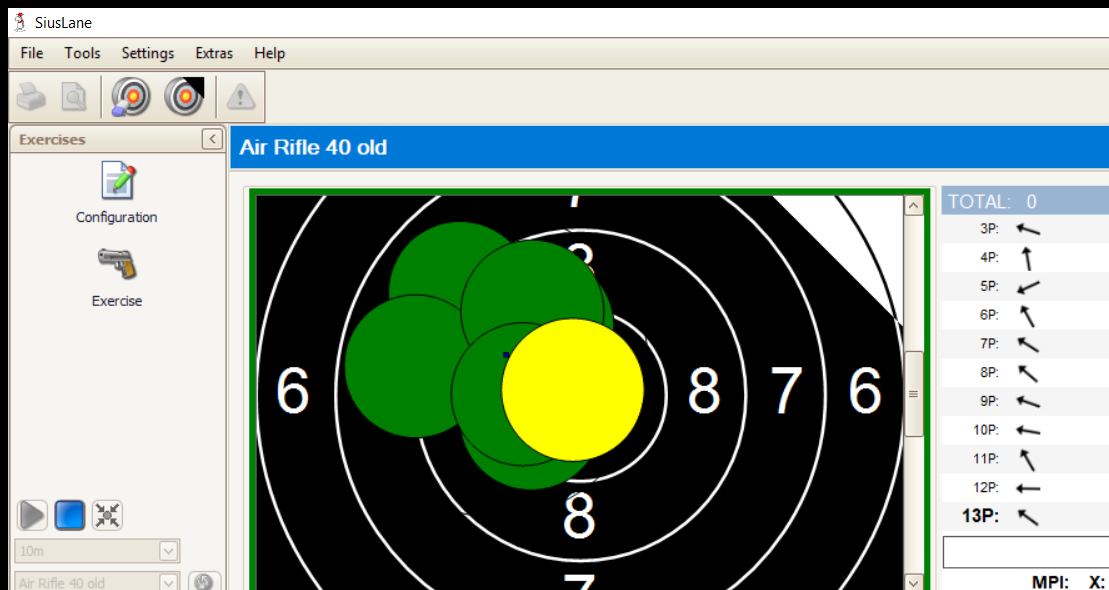 SiusLane
File Tools Settings Extras Help
Exercises
Air Rifle 40 old
Configuration
Exercise
10m
Air Rifle 40 old
7
8
6 8 7 6
8
7
TOTAL: 0
3P:
4P:
5P:
6P:
7P:
8P:
9P:
10P:
11P:
12P:
13P:
MPI: X: